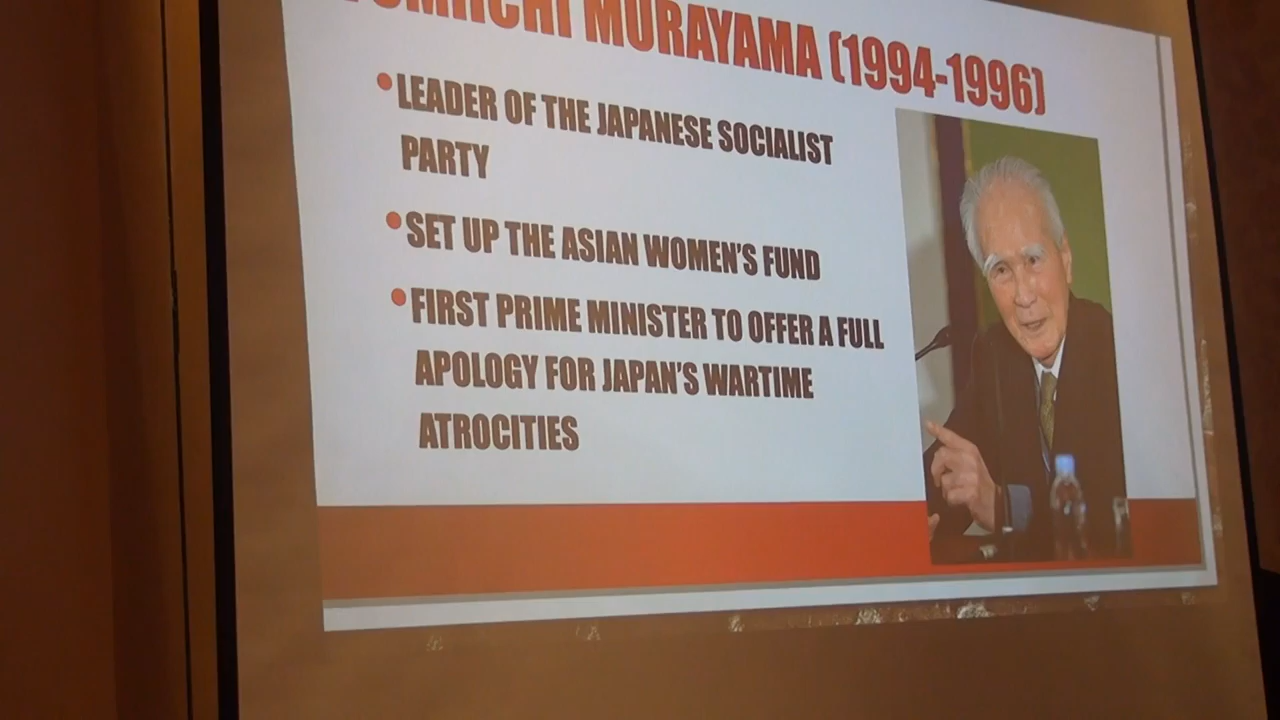 TOMIICHI MURAYAMA (1994-1996)
• LEADER OF THE JAPANESE SOCIALIST
PARTY
• SET UP THE ASIAN WOMEN'S FUND
• FIRST PRIME MINISTER TO OFFER A FULL
APOLOGY FOR JAPAN'S WARTIME
ATROCITIES